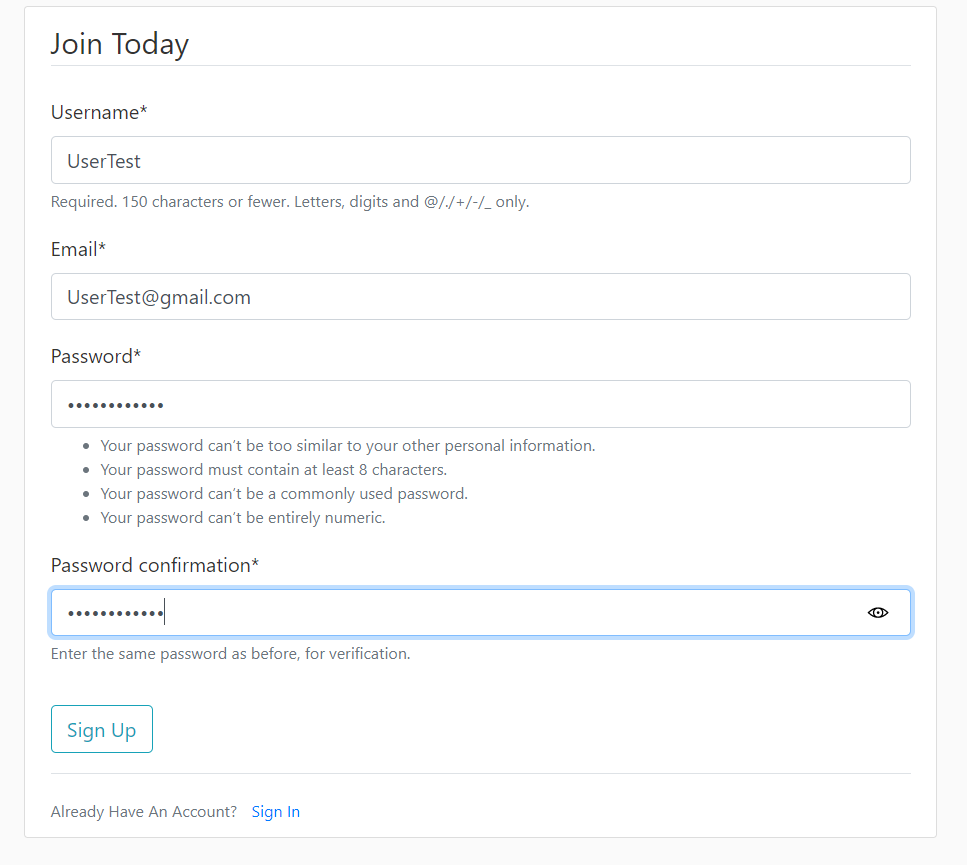 Join Today
Username*
UserTest
Required. 150 characters or fewer. Letters, digits and @/./+/-/_ only.
Email*
UserTest@gmail.com
Password*
••••••••••••
• Your password can’t be too similar to your other personal information.
• Your password must contain at least 8 characters.
• Your password can’t be a commonly used password.
• Your password can’t be entirely numeric.
Password confirmation*
••••••••••••
Enter the same password as before, for verification.
Sign Up
Already Have An Account? Sign In